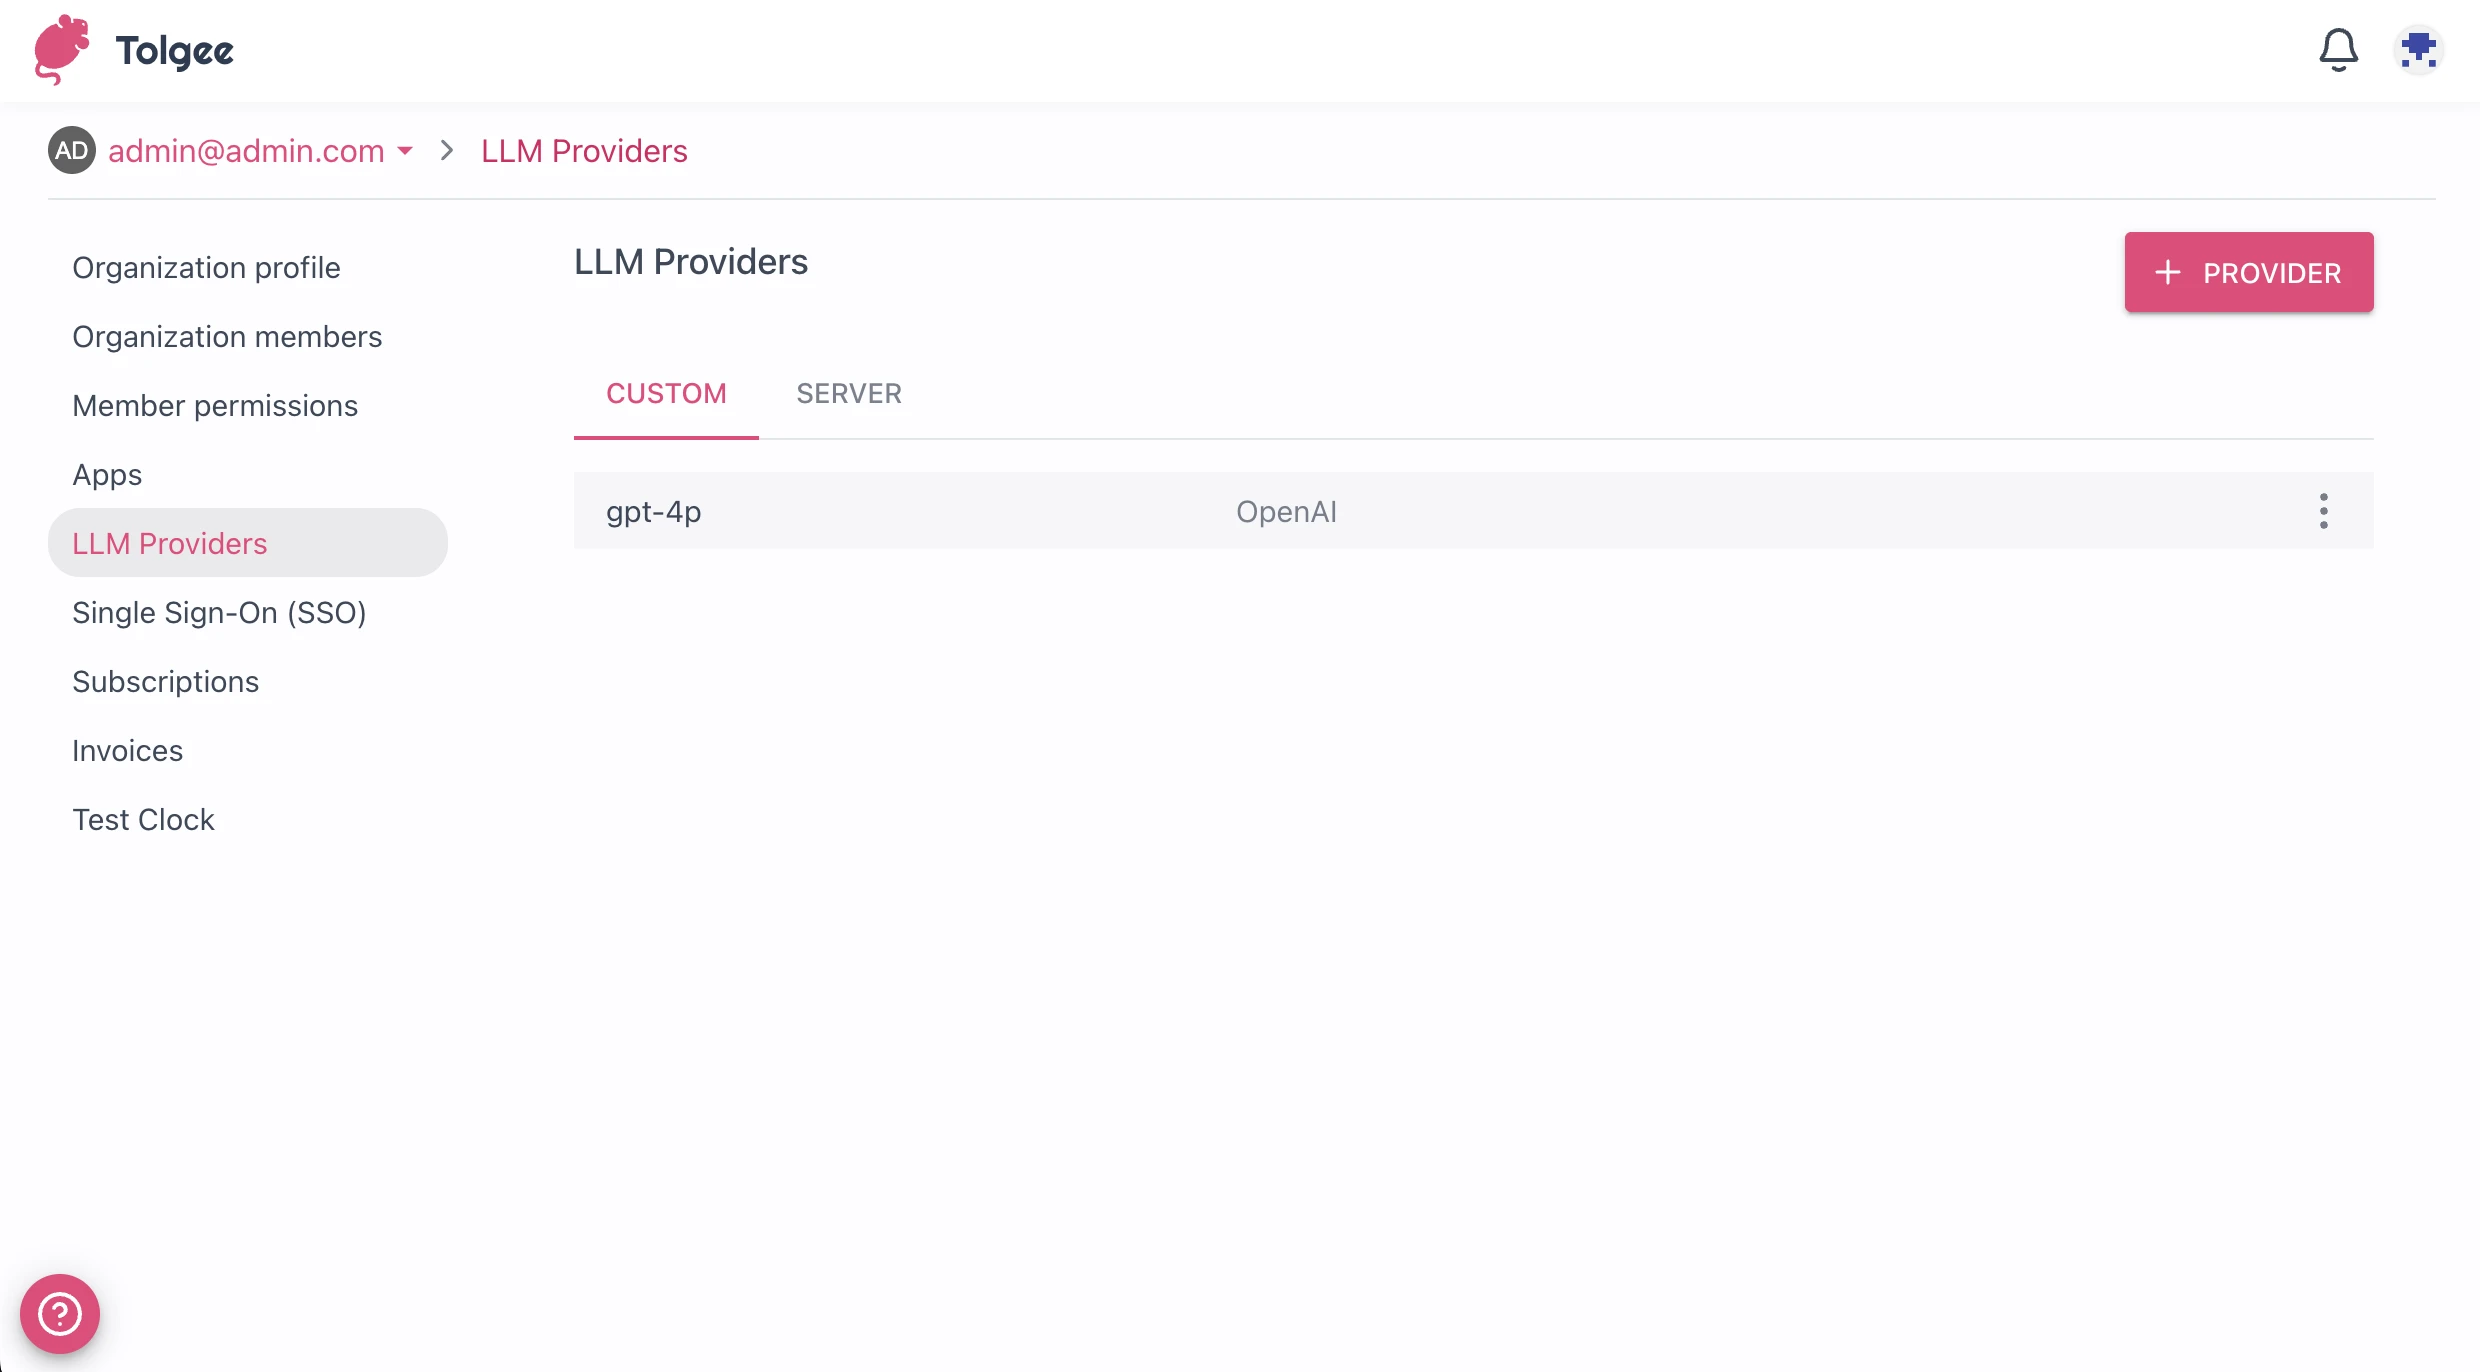 Tolgee
AD admin@admin.com > LLM Providers
Organization profile
Organization members
Member permissions
Apps
LLM Providers
Single Sign-On (SSO)
Subscriptions
Invoices
Test Clock
LLM Providers
+ PROVIDER
CUSTOM SERVER
gpt-4p OpenAI
?